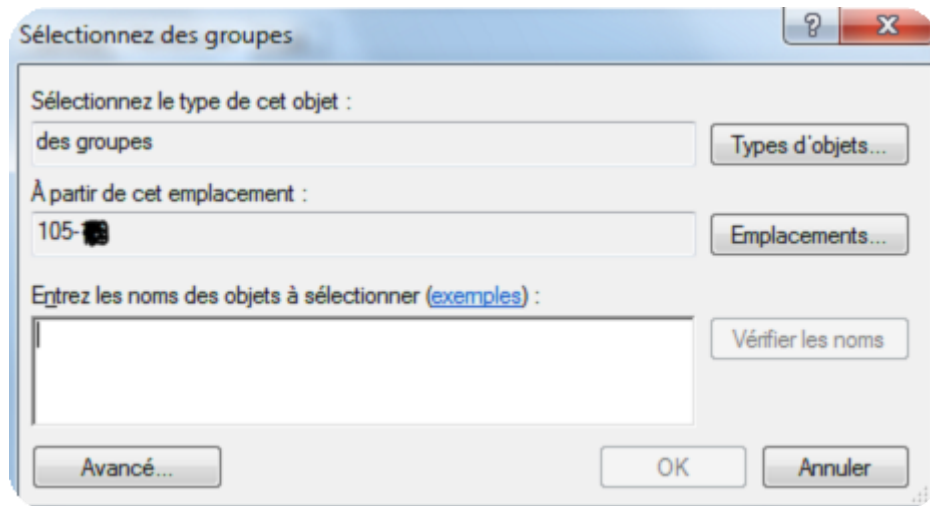 Sélectionnez des groupes
Sélectionnez le type de cet objet :
des groupes
Types d'objets...
À partir de cet emplacement :
105-
Emplacements...
Entrez les noms des objets à sélectionner (exemples) :
Vérifier les noms
Avancé...
OK
Annuler